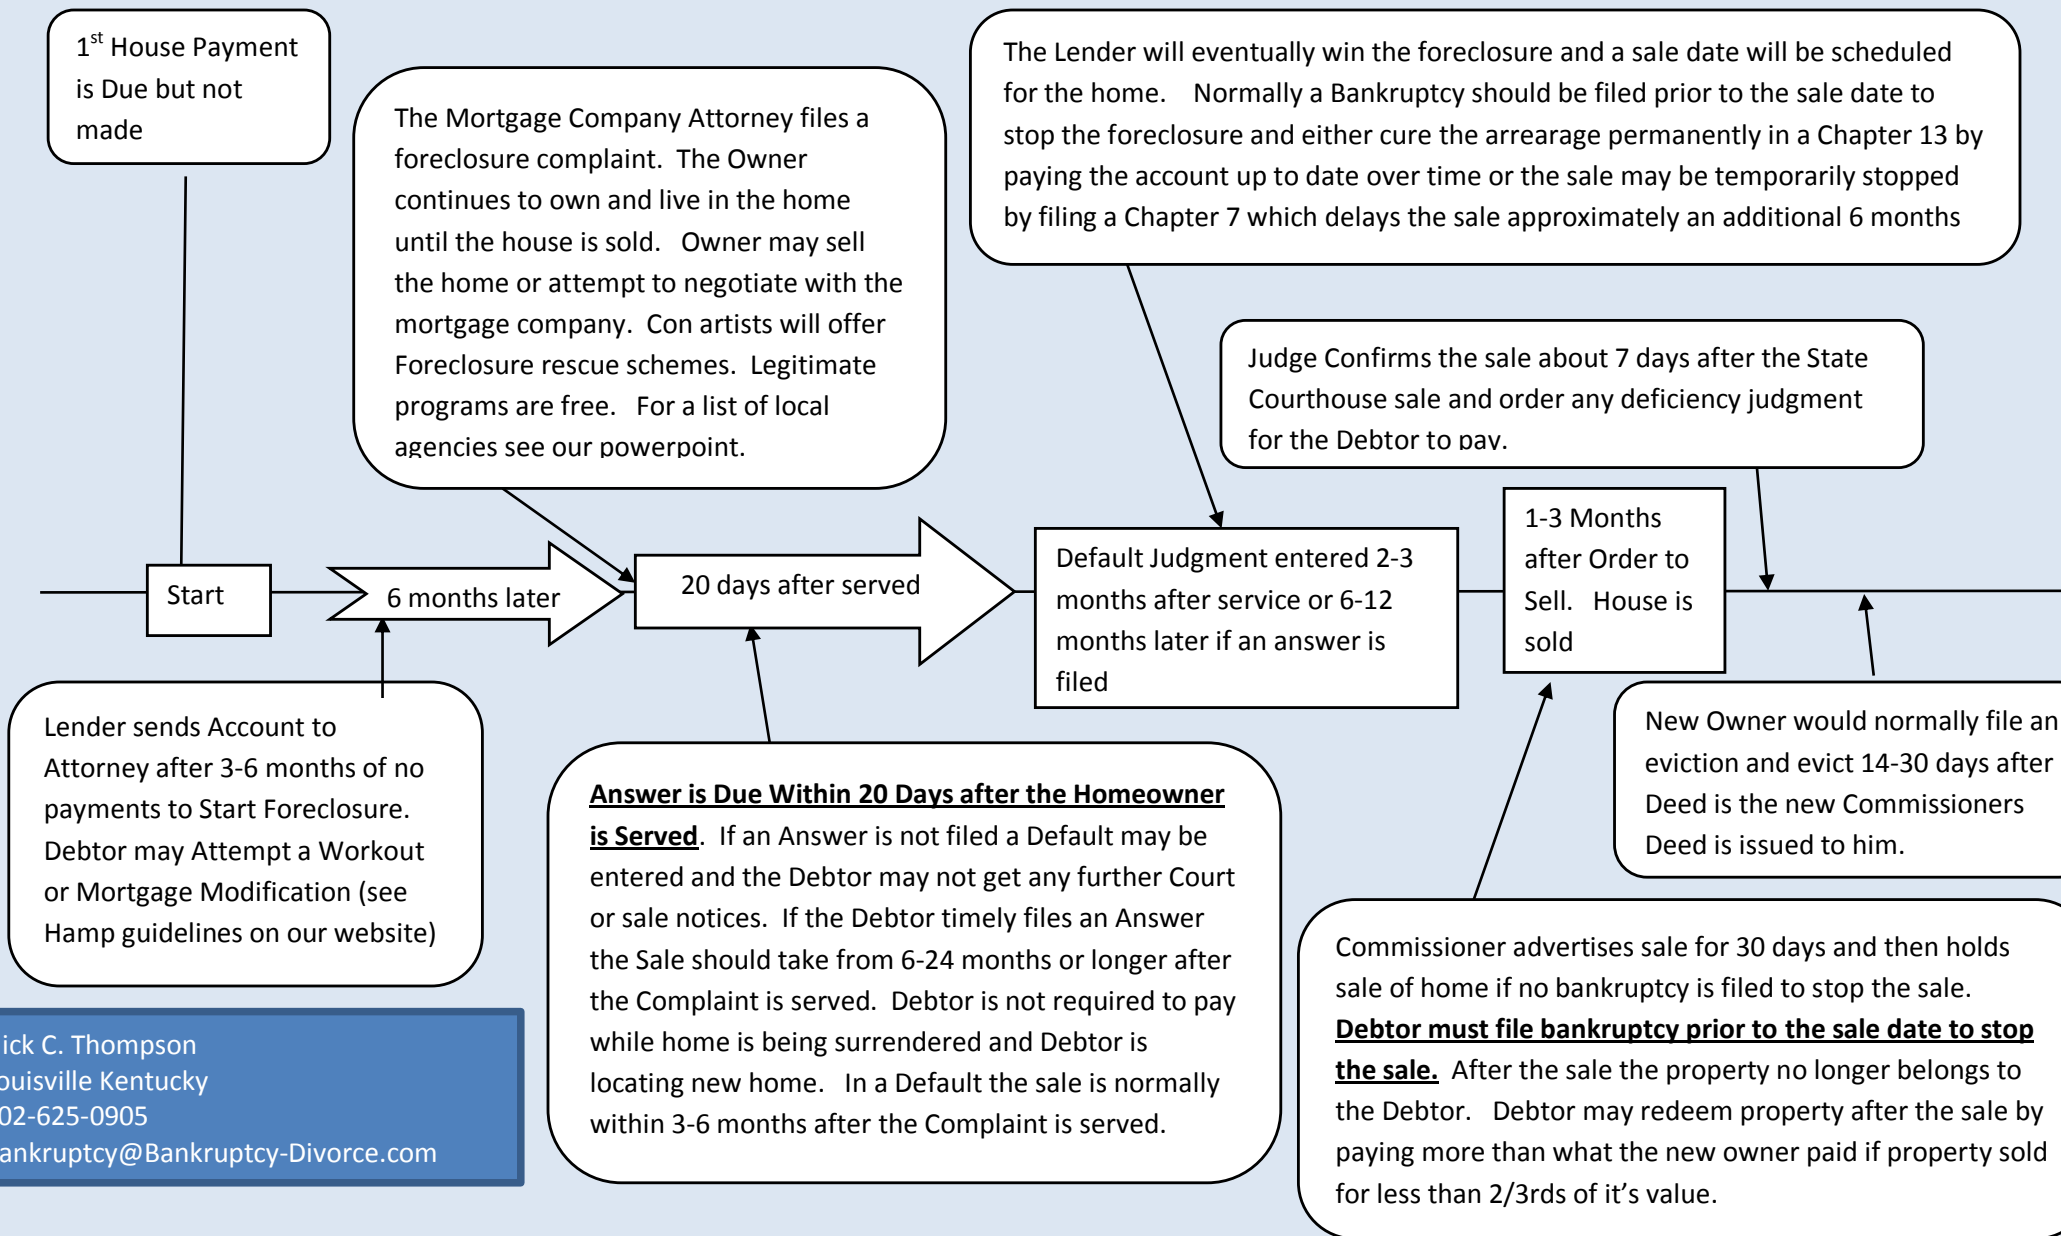 1st House Payment
is Due but not
made
The Mortgage Company Attorney files a
foreclosure complaint. The Owner
continues to own and live in the home
until the house is sold. Owner may sell
the home or attempt to negotiate with the
mortgage company. Con artists will offer
Foreclosure rescue schemes. Legitimate
programs are free. For a list of local
agencies see our powerpoint.
The Lender will eventually win the foreclosure and a sale date will be scheduled
for the home. Normally a Bankruptcy should be filed prior to the sale date to
stop the foreclosure and either cure the arrearage permanently in a Chapter 13 by
paying the account up to date over time or the sale may be temporarily stopped
by filing a Chapter 7 which delays the sale approximately an additional 6 months
Judge Confirms the sale about 7 days after the State
Courthouse sale and order any deficiency judgment
for the Debtor to pay.
Start
6 months later
20 days after served
Default Judgment entered 2-3
months after service or 6-12
months later if an answer is
filed
1-3 Months
after Order to
Sell. House is
sold
Lender sends Account to
Attorney after 3-6 months of no
payments to Start Foreclosure.
Debtor may Attempt a Workout
or Mortgage Modification (see
Hamp guidelines on our website)
Answer is Due Within 20 Days after the Homeowner
is Served. If an Answer is not filed a Default may be
entered and the Debtor may not get any further Court
or sale notices. If the Debtor timely files an Answer
the Sale should take from 6-24 months or longer after
the Complaint is served. Debtor is not required to pay
while home is being surrendered and Debtor is
locating new home. In a Default the sale is normally
within 3-6 months after the Complaint is served.
New Owner would normally file an
eviction and evict 14-30 days after
Deed is the new Commissioners
Deed is issued to him.
Commissioner advertises sale for 30 days and then holds
sale of home if no bankruptcy is filed to stop the sale.
Debtor must file bankruptcy prior to the sale date to stop
the sale. After the sale the property no longer belongs to
the Debtor. Debtor may redeem property after the sale by
paying more than what the new owner paid if property sold
for less than 2/3rds of it's value.
ick C. Thompson
ouisville Kentucky
02-625-0905
ankruptcy@Bankruptcy-Divorce.com